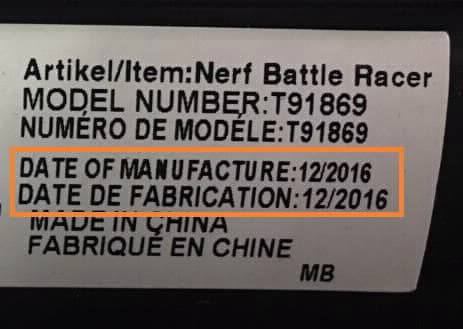 Artikel/Item:Nerf Battle Racer
MODEL NUMBER:T91869
NUMÉRO DE MODÈLE:T91869
DATE OF MANUFACTURE:12/2016
DATE DE FABRICATION:12/2016
MADE IN CHINA
FABRIQUÉ EN CHINE
MB